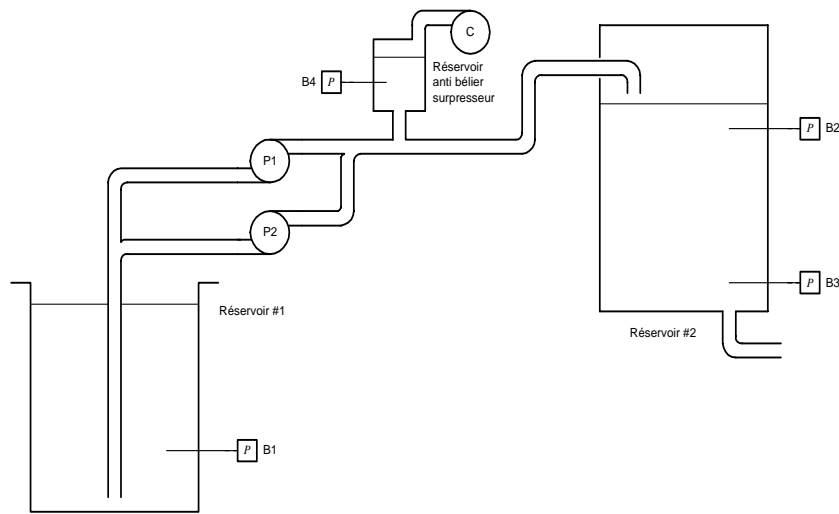 C
B4 P
Réservoir
anti bélier
surpresseur
B2
P
P1
P2
B3
P
Réservoir #1
Réservoir #2
P B1